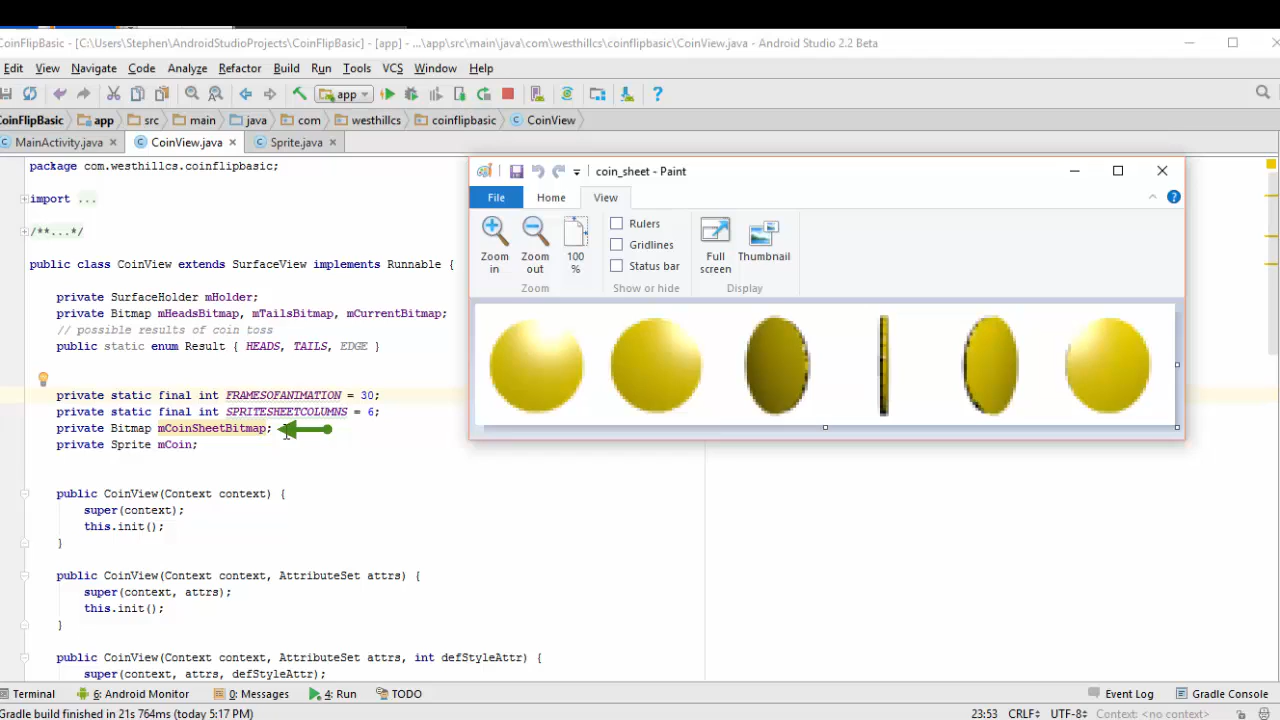 CoinFlipBasic - [C:\Users\Stephen\AndroidStudioProjects\CoinFlipBasic] - [app] - ...\app\src\main\java\com\westhillcs\coinflipbasic\CoinView.java - Android Studio 2.2 Beta
Edit View Navigate Code Analyze Refactor Build Run Tools VCS Window Help
app
CoinFlipBasic app src main java com westhillcs coinflipbasic CoinView
MainActivity.java CoinView.java Sprite.java
package com.westhillcs.coinflipbasic;
import ...
/**...*/
public class CoinView extends SurfaceView implements Runnable {
private SurfaceHolder mHolder;
private Bitmap mHeadsBitmap, mTailsBitmap, mCurrentBitmap;
// possible results of coin toss
public static enum Result { HEADS, TAILS, EDGE }
private static final int FRAMESOFANIMATION = 30;
private static final int SPRITESHEETCOLUMNS = 6;
private Bitmap mCoinSheetBitmap;
private Sprite mCoin;
public CoinView(Context context) {
super(context);
this.init();
}
public CoinView(Context context, AttributeSet attrs) {
super(context, attrs);
this.init();
}
public CoinView(Context context, AttributeSet attrs, int defStyleAttr) {
super(context, attrs, defStyleAttr);
coin_sheet - Paint
File Home View
Zoom in
Zoom out
100 %
Rulers
Gridlines
Status bar
Full screen
Thumbnail
Zoom Show or hide Display
Terminal 6: Android Monitor 0: Messages 4: Run TODO Event Log Gradle Console
Gradle build finished in 21s 764ms (today 5:17 PM) 23:53 CRLF UTF-8 Context: <no context>